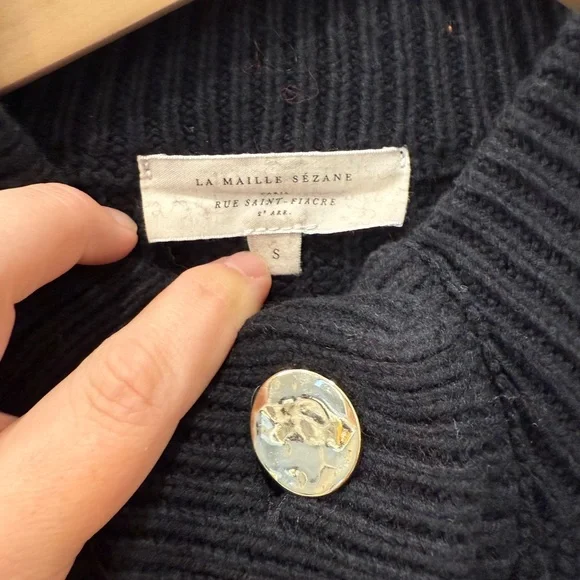 LA MAILLE SÉZANE
PARIS
RUE SAINT-FIACRE
2e ARR.
S